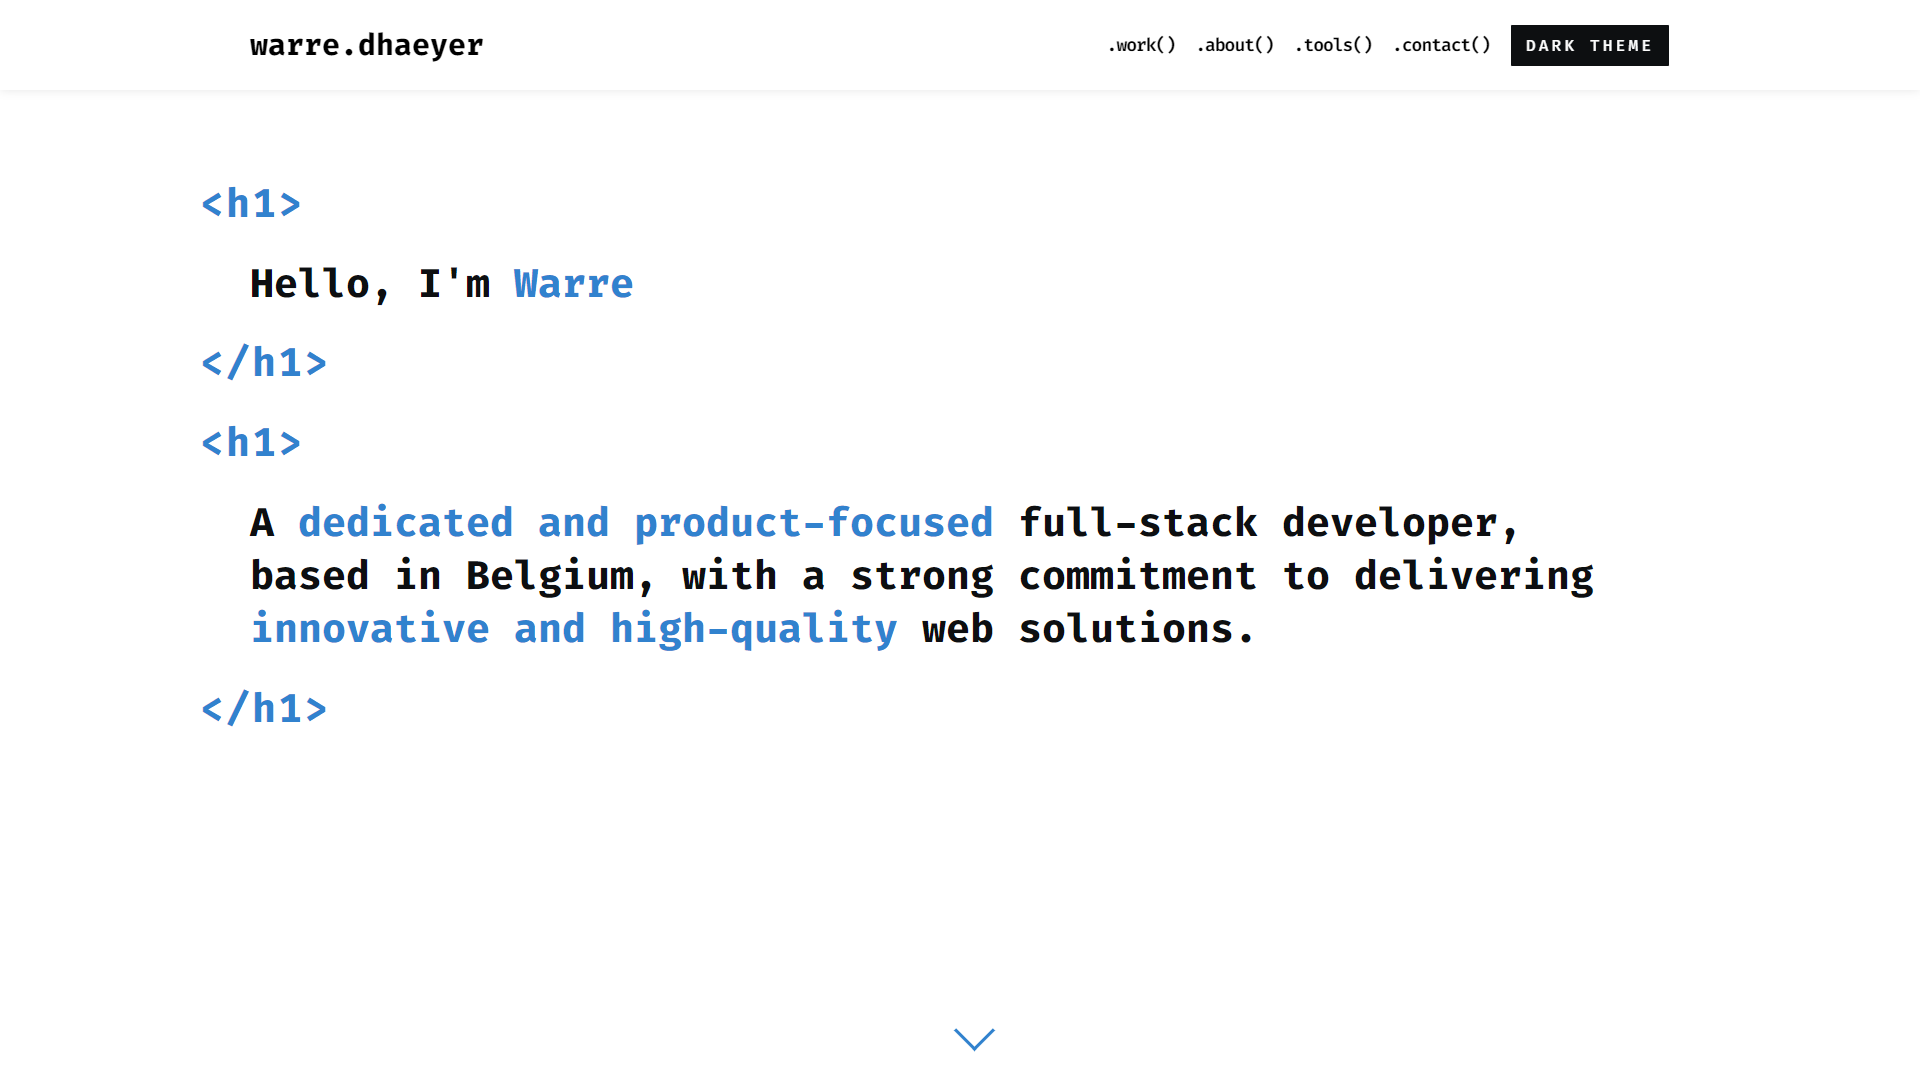 warre.dhaeyer
.work() .about() .tools() .contact() DARK THEME
<h1>
Hello, I'm Warre
</h1>
<h1>
A dedicated and product-focused full-stack developer,
based in Belgium, with a strong commitment to delivering
innovative and high-quality web solutions.
</h1>